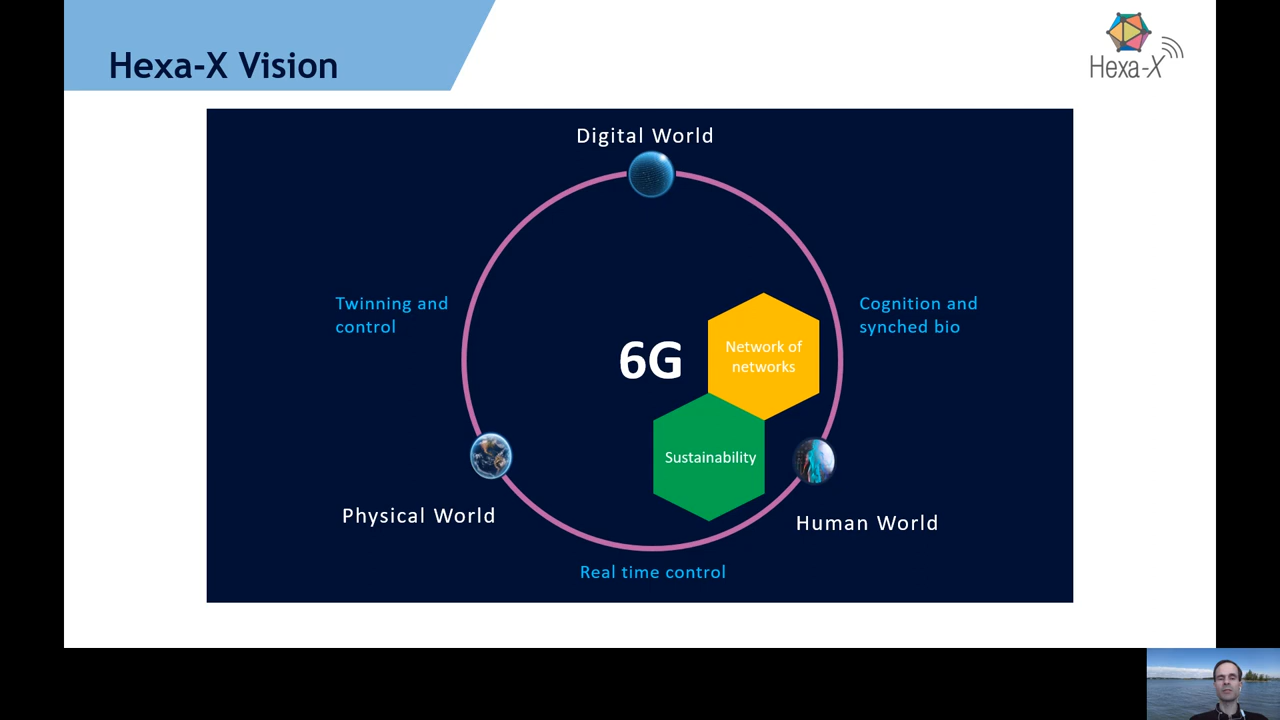 Hexa-X Vision
Hexa-X
Digital World
Twinning and
control
Cognition and
synched bio
6G
Network of
networks
Sustainability
Physical World
Human World
Real time control